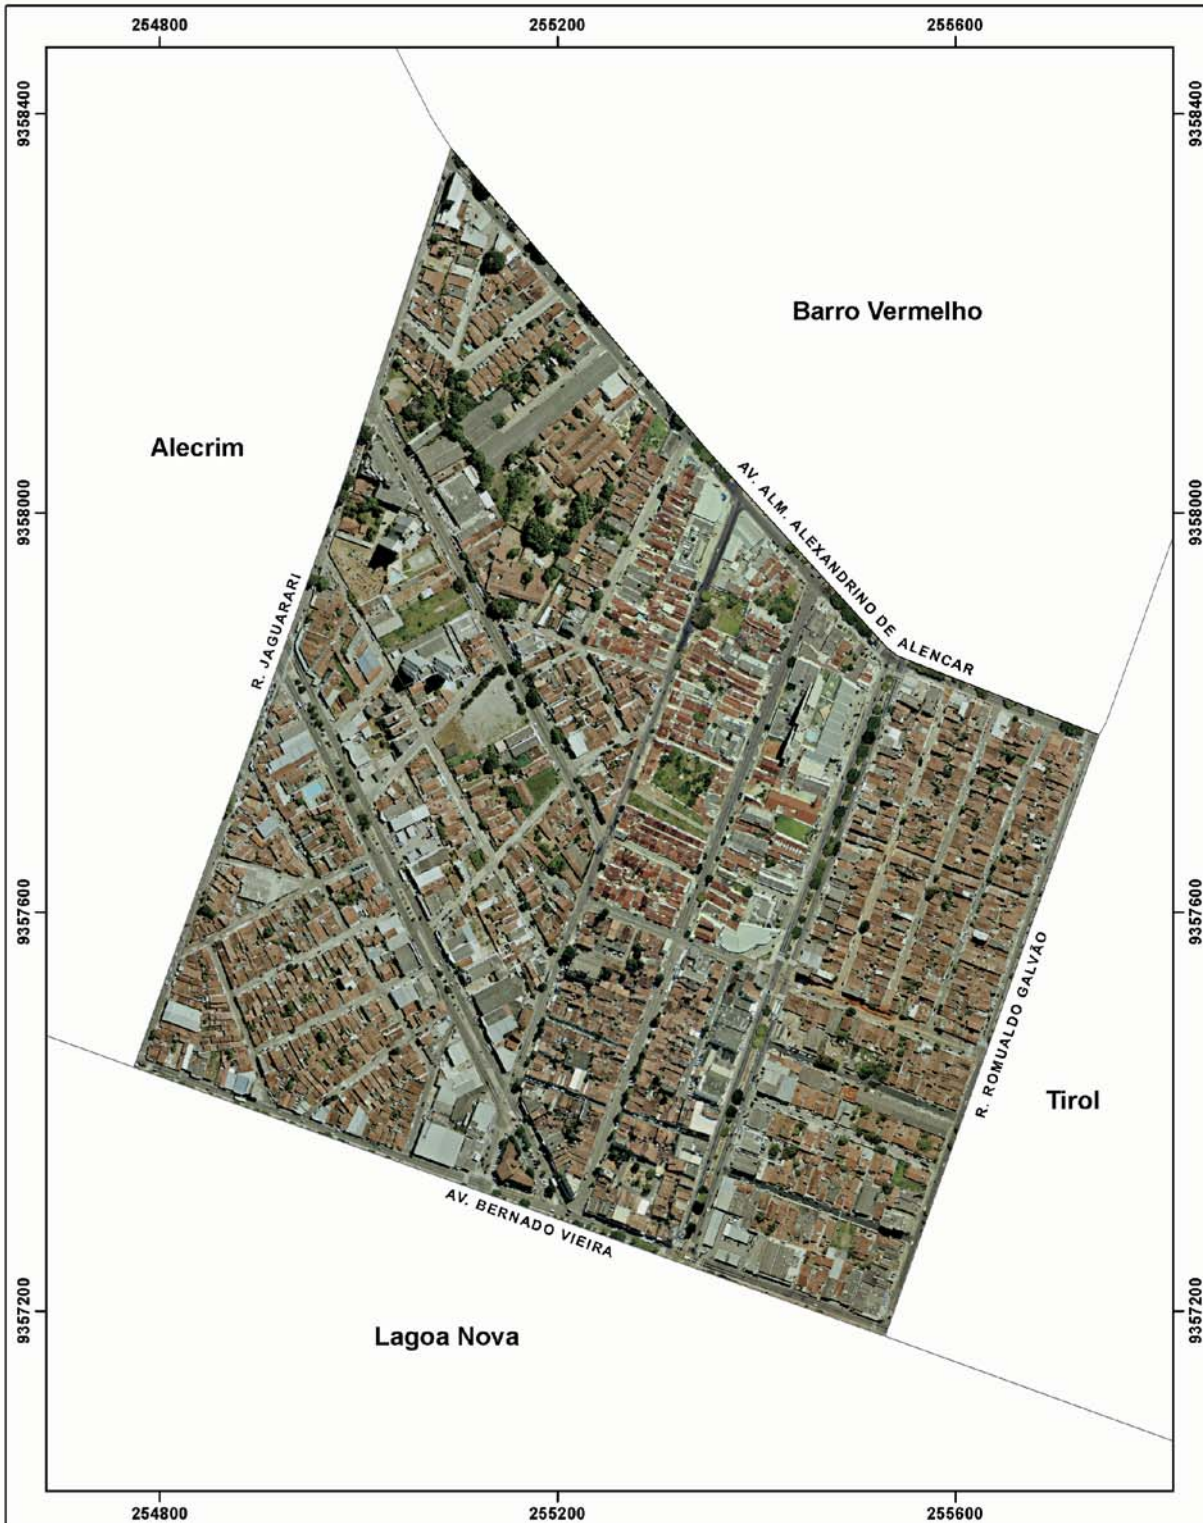 254800 255200 255600
9358400 9358400
Barro Vermelho
Alecrim
AV. ALM. ALEXANDRINO DE ALENCAR
9358000 9358000
R. JAGUARARI
9357600 9357600
R. ROMUALDO GALVÃO
Tirol
AV. BERNADO VIEIRA
9357200 9357200
Lagoa Nova
254800 255200 255600